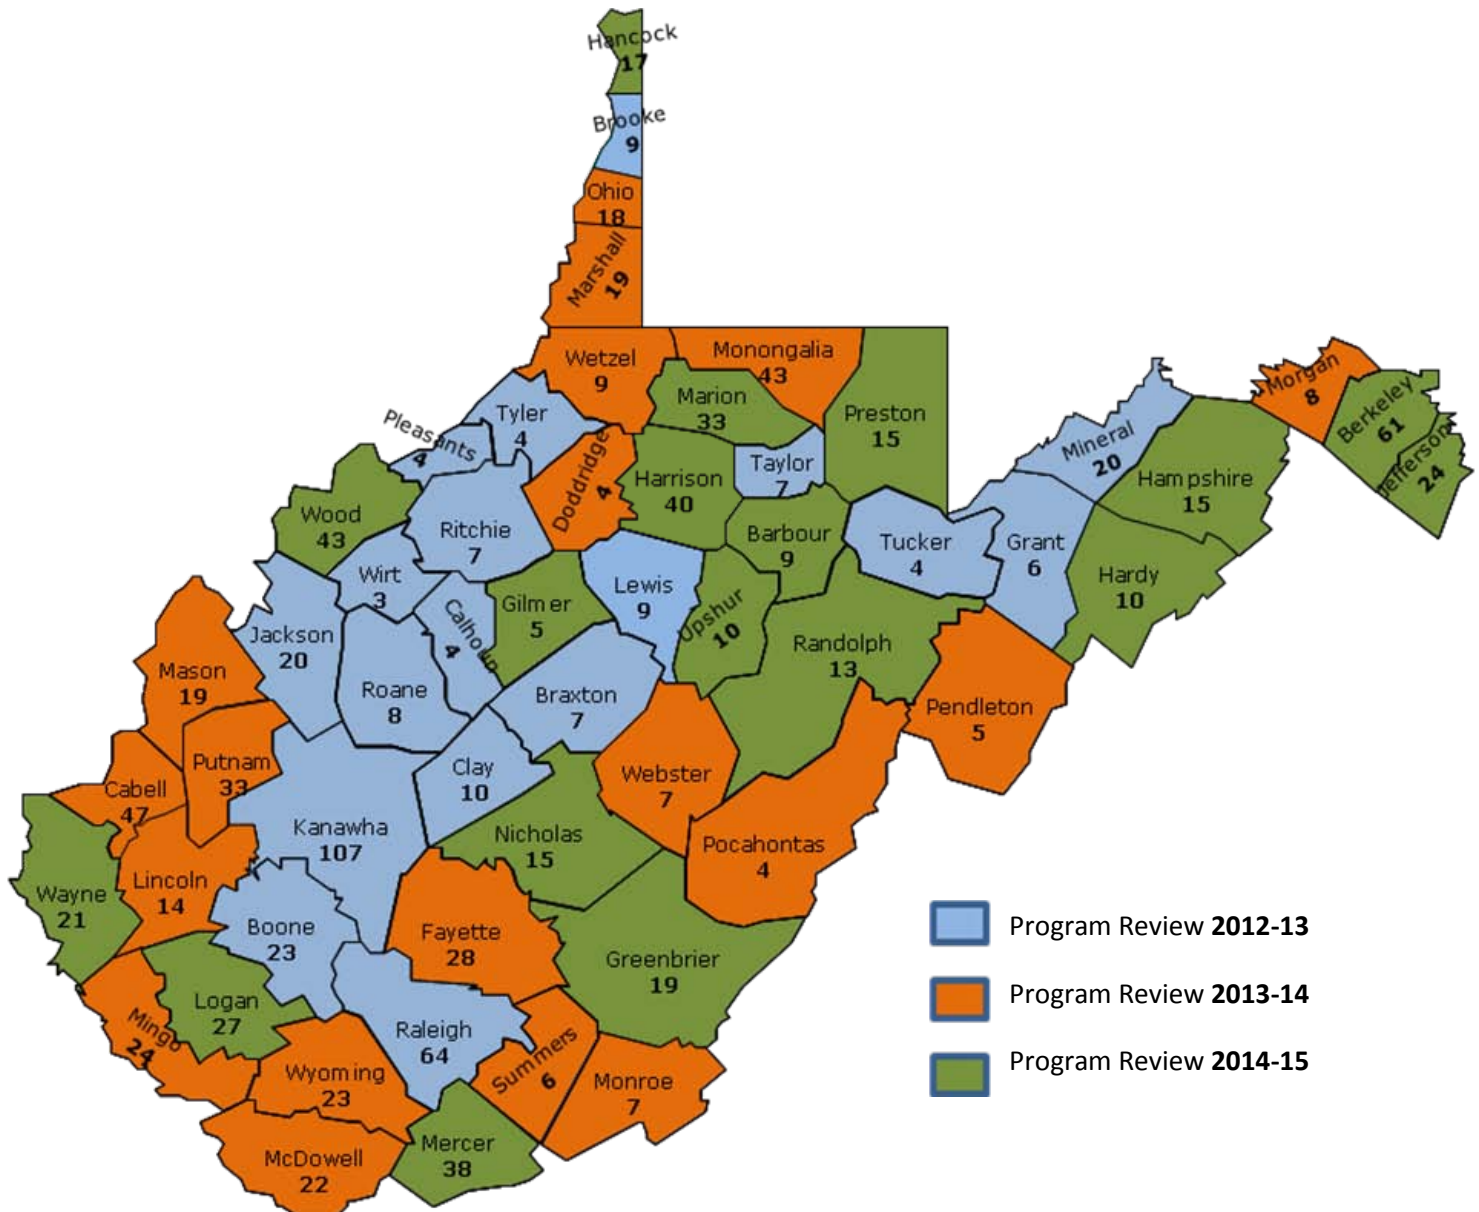 Hancock
17
Brooke
9
Ohio
18
Marshall
19
Wetzel
9
Monongalia
43
Marion
33
Preston
15
Morgan
8
Berkeley
61
Jefferson
24
Tyler
4
Pleasants
4
Doddridge
4
Harrison
40
Taylor
7
Mineral
20
Hampshire
15
Wood
43
Ritchie
7
Barbour
9
Tucker
4
Grant
6
Hardy
10
Wirt
3
Calhoun
4
Gilmer
5
Lewis
9
Upshur
10
Randolph
13
Jackson
20
Mason
19
Roane
8
Braxton
7
Pendleton
5
Putnam
33
Cabell
47
Clay
10
Webster
7
Kanawha
107
Nicholas
15
Pocahontas
4
Wayne
21
Lincoln
14
Boone
23
Fayette
28
Greenbrier
19
Logan
27
Mingo
24
Raleigh
64
Summers
6
Wyoming
23
Monroe
7
McDowell
22
Mercer
38
Program Review 2012-13
Program Review 2013-14
Program Review 2014-15